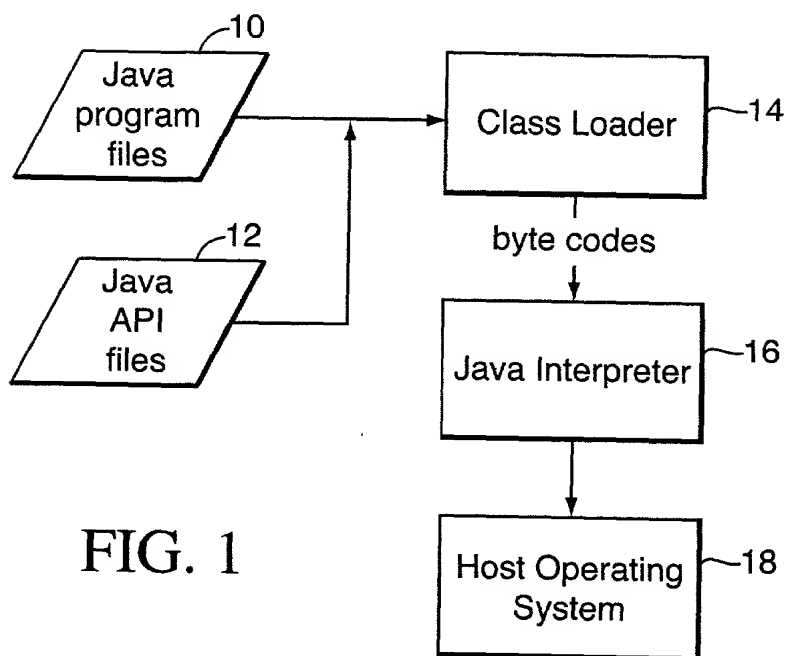 10
Java
program
files
Class Loader
14
12
Java
API
files
byte codes
Java Interpreter
16
FIG. 1
Host Operating
System
18